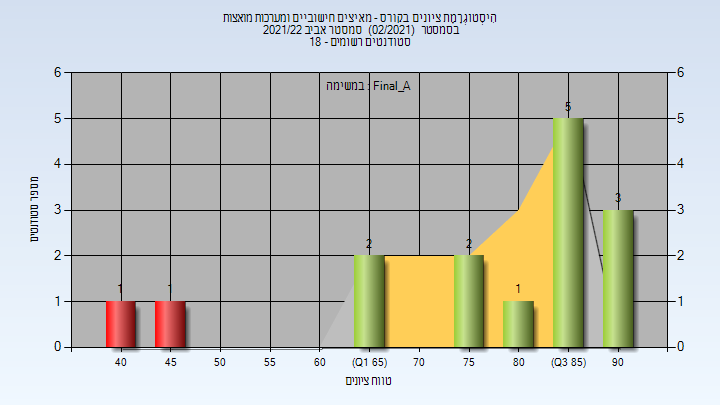 הִיסְטוֹגְרָמַת ציונים בקורס - מאיצים חישוביים ומערכות מואצות
בסמסטר (02/2021) סמסטר אביב 2021/22
סטודנטים רשומים - 18
במשימה : Final_A
6 6
5 5 5
4 4
3 3 3
2 2 2 2
1 1 1 1 1
0 0
מספר סטודנטים
40 45 50 55 60 (Q1 65) 70 75 80 (Q3 85) 90
טווח ציונים